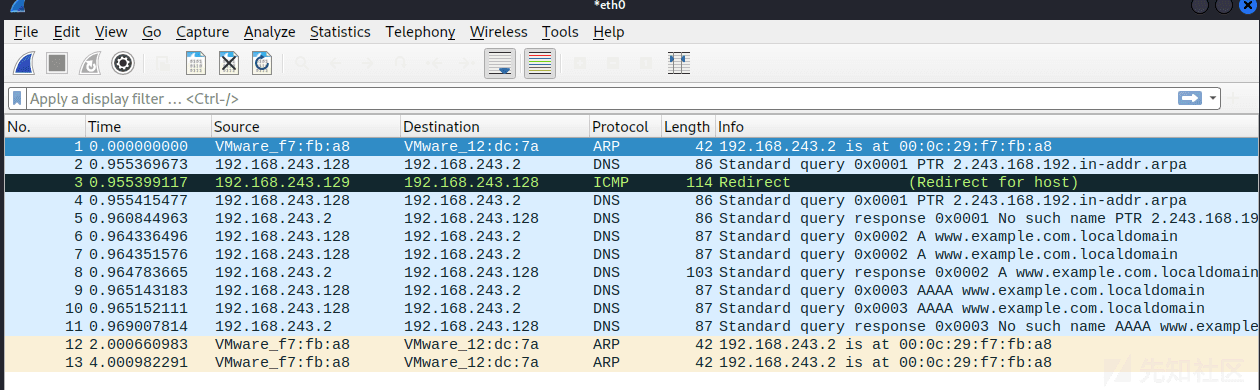 *eth0
File Edit View Go Capture Analyze Statistics Telephony Wireless Tools Help
Apply a display filter … <Ctrl-/>
No. Time Source Destination Protocol Length Info
1 0.000000000 VMware_f7:fb:a8 VMware_12:dc:7a ARP 42 192.168.243.2 is at 00:0c:29:f7:fb:a8
2 0.955369673 192.168.243.128 192.168.243.2 DNS 86 Standard query 0x0001 PTR 2.243.168.192.in-addr.arpa
3 0.955399117 192.168.243.129 192.168.243.128 ICMP 114 Redirect (Redirect for host)
4 0.955415477 192.168.243.128 192.168.243.2 DNS 86 Standard query 0x0001 PTR 2.243.168.192.in-addr.arpa
5 0.960844963 192.168.243.2 192.168.243.128 DNS 86 Standard query response 0x0001 No such name PTR 2.243.168.19
6 0.964336496 192.168.243.128 192.168.243.2 DNS 87 Standard query 0x0002 A www.example.com.localdomain
7 0.964351576 192.168.243.128 192.168.243.2 DNS 87 Standard query 0x0002 A www.example.com.localdomain
8 0.964783665 192.168.243.2 192.168.243.128 DNS 103 Standard query response 0x0002 A www.example.com.localdomain
9 0.965143183 192.168.243.128 192.168.243.2 DNS 87 Standard query 0x0003 AAAA www.example.com.localdomain
10 0.965152111 192.168.243.128 192.168.243.2 DNS 87 Standard query 0x0003 AAAA www.example.com.localdomain
11 0.969007814 192.168.243.2 192.168.243.128 DNS 87 Standard query response 0x0003 No such name AAAA www.example
12 2.000660983 VMware_f7:fb:a8 VMware_12:dc:7a ARP 42 192.168.243.2 is at 00:0c:29:f7:fb:a8
13 4.000982291 VMware_f7:fb:a8 VMware_12:dc:7a ARP 42 192.168.243.2 is at 00:0c:29:f7:fb:a8
先知社区